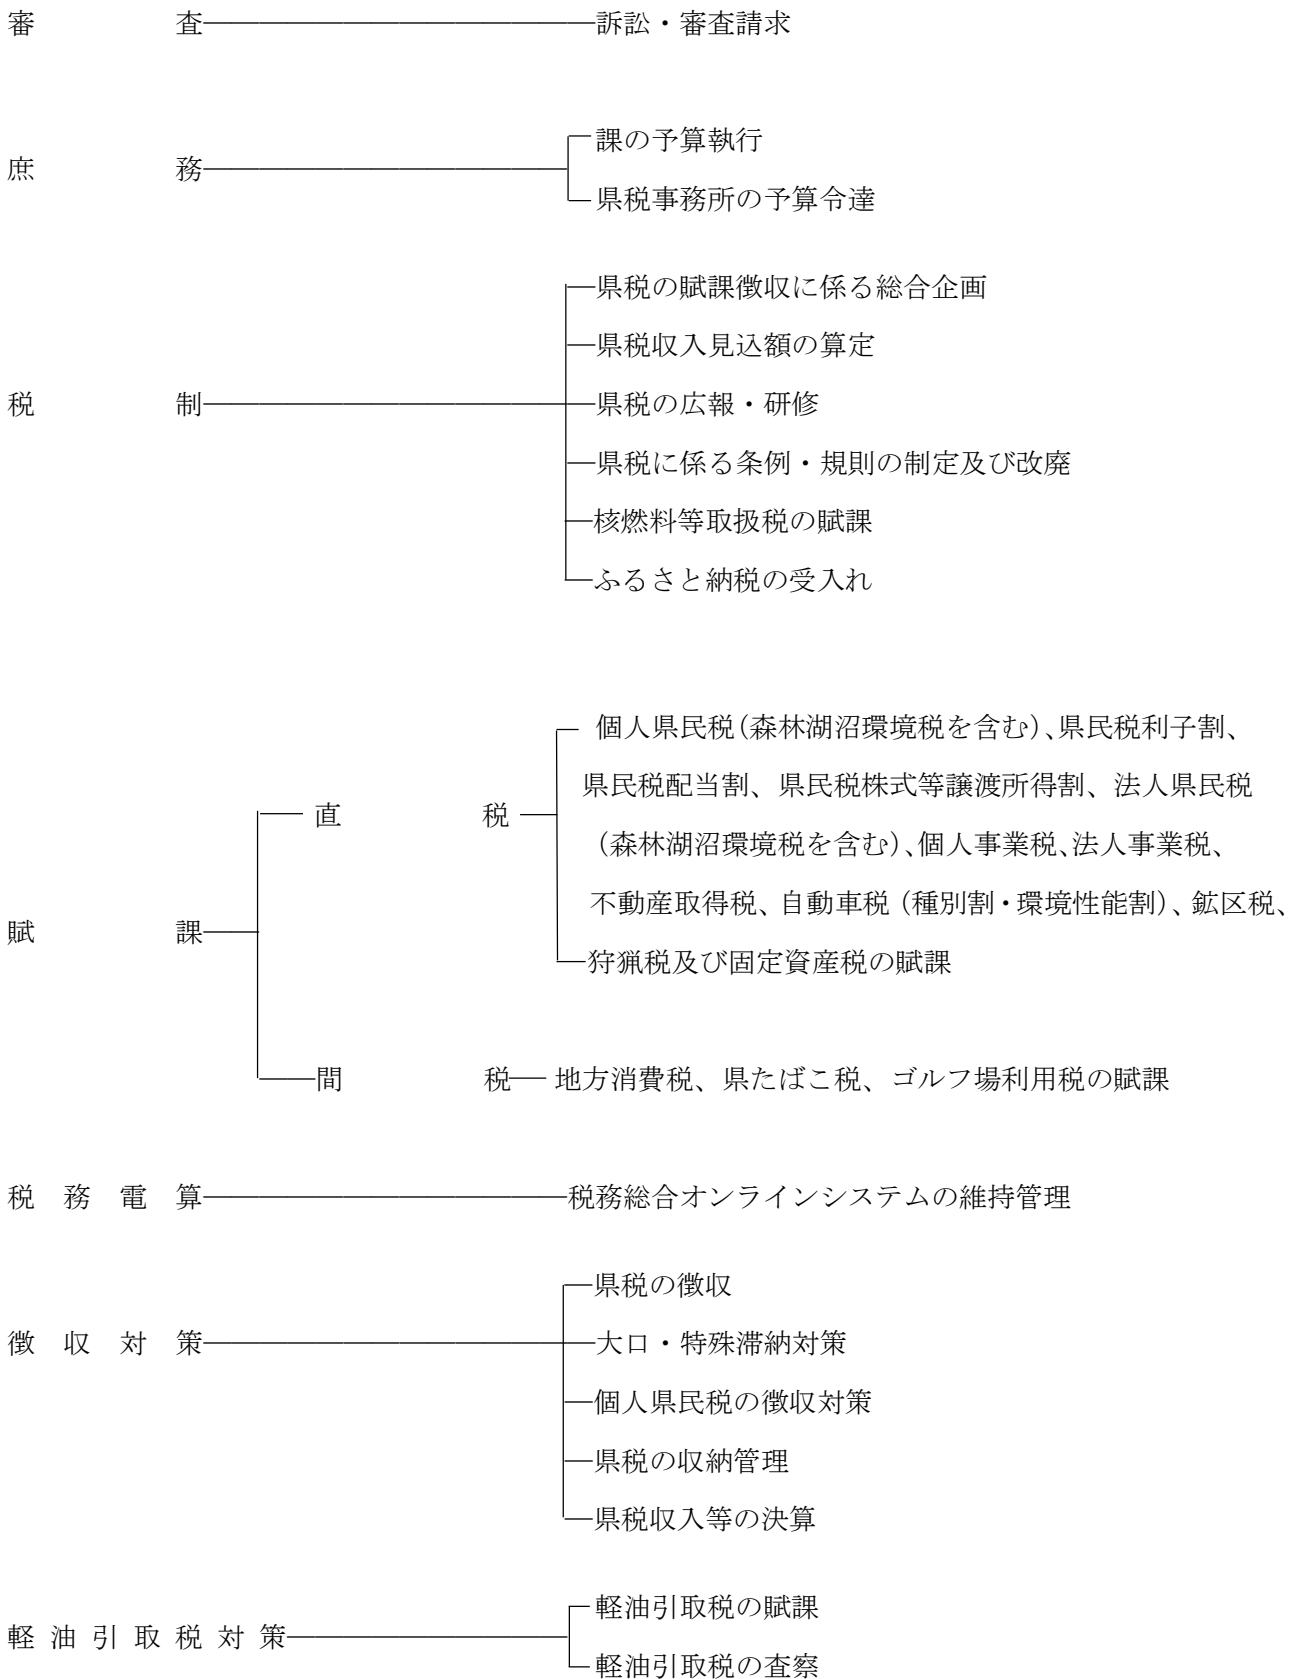 審査 訴訟・審査請求
課の予算執行
庶務
県税事務所の予算令達
県税の賦課徴収に係る総合企画
県税収入見込額の算定
税制 県税の広報・研修
県税に係る条例・規則の制定及び改廃
核燃料等取扱税の賦課
ふるさと納税の受入れ
個人県民税(森林湖沼環境税を含む)、県民税利子割、
県民税配当割、県民税株式等譲渡所得割、法人県民税
直税
(森林湖沼環境税を含む)、個人事業税、法人事業税、
不動産取得税、自動車税(種別割・環境性能割)、鉱区税、
賦課
狩猟税及び固定資産税の賦課
間税 地方消費税、県たばこ税、ゴルフ場利用税の賦課
税務電算 税務総合オンラインシステムの維持管理
県税の徴収
徴収対策 大口・特殊滞納対策
個人県民税の徴収対策
県税の収納管理
県税収入等の決算
軽油引取税の賦課
軽油引取税対策
軽油引取税の査察